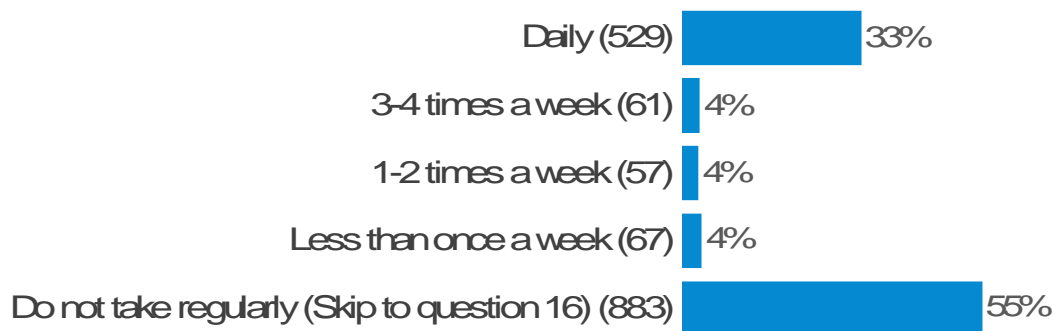 Daily (529) 33%
3-4 times a week (61) 4%
1-2 times a week (57) 4%
Less than once a week (67) 4%
Do not take regularly (Skip to question 16) (883) 55%